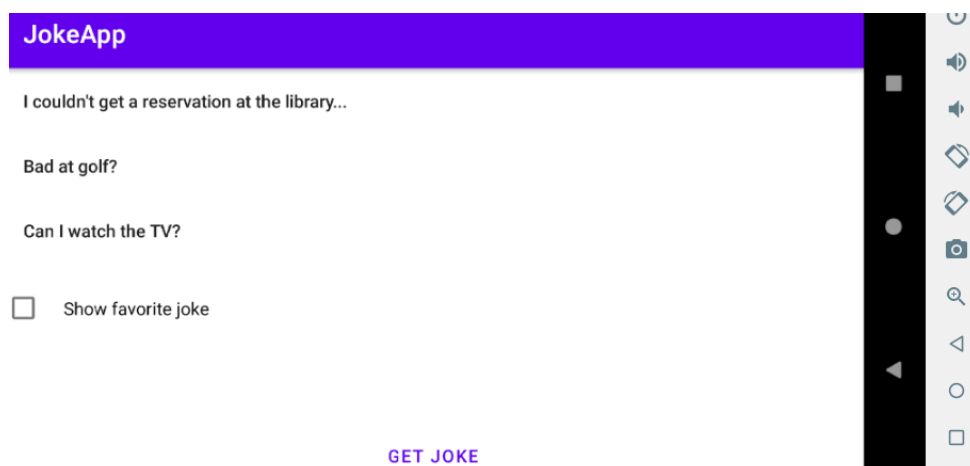 JokeApp
I couldn't get a reservation at the library...
Bad at golf?
Can I watch the TV?
Show favorite joke
GET JOKE